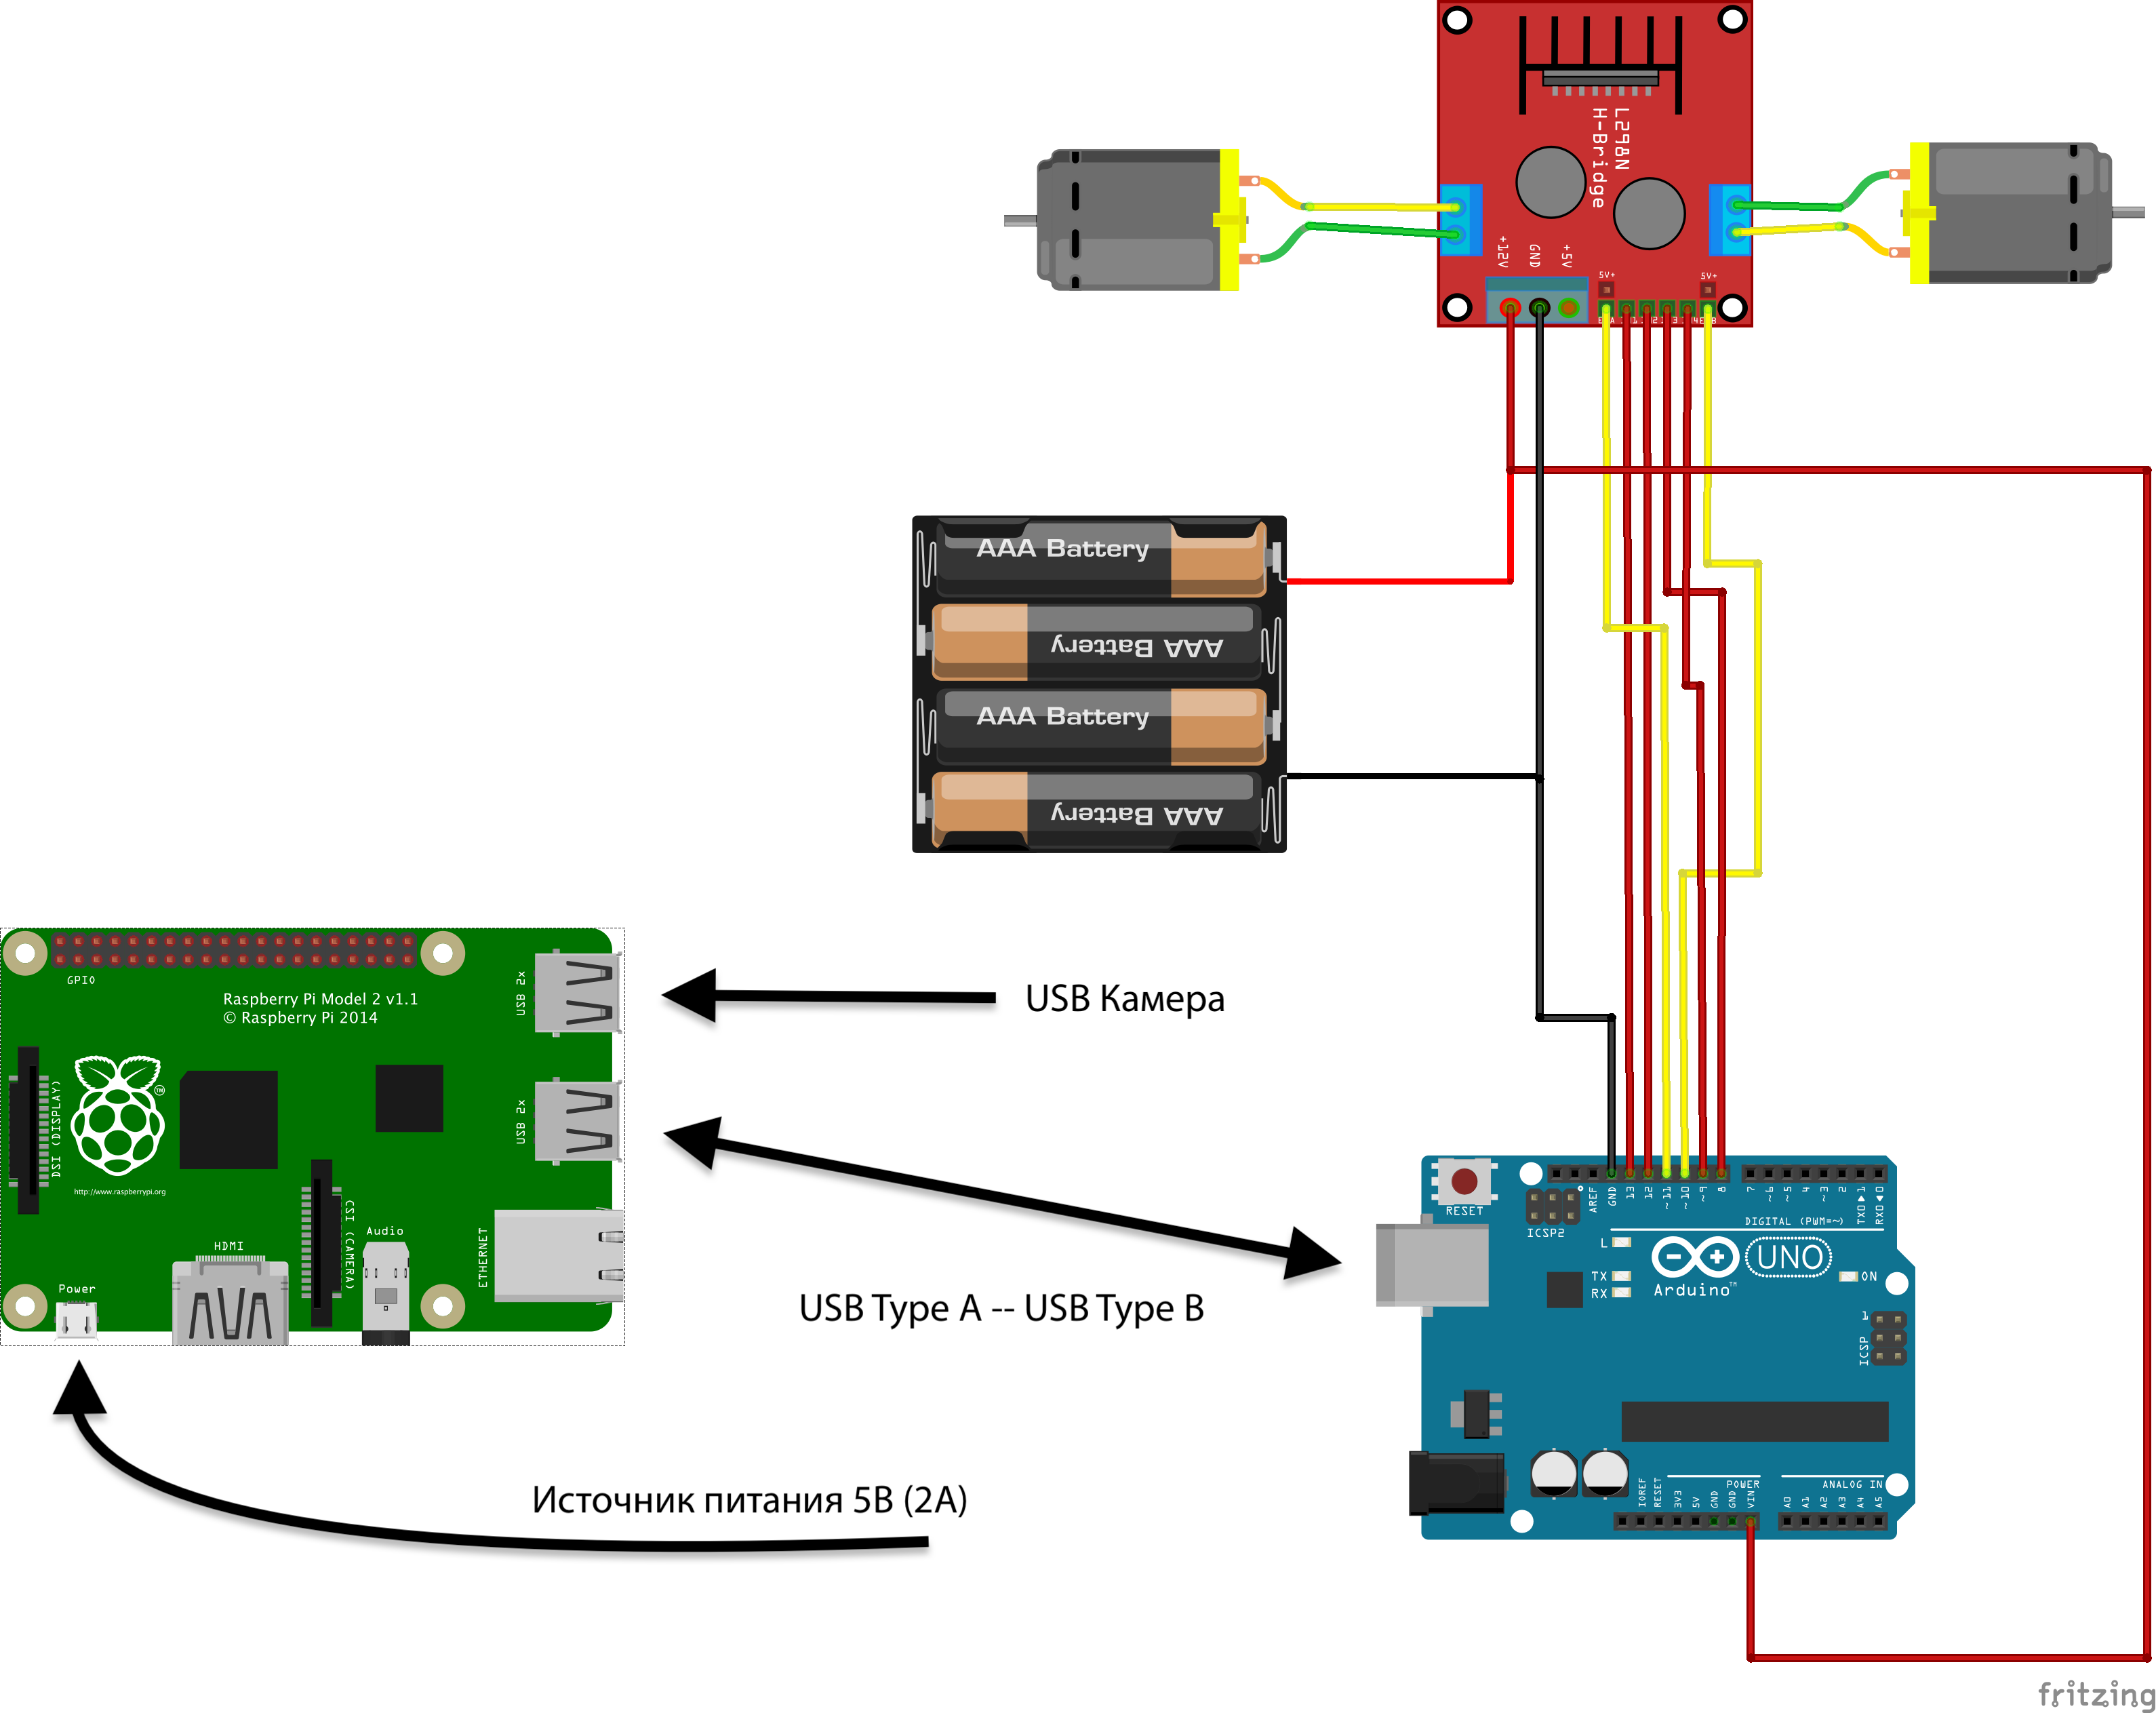 L298N
H-Bridge
+12V
GND
+5V
5V+
5V+
AAA Battery
AAA Battery
AAA Battery
AAA Battery
GPIO
Raspberry Pi Model 2 v1.1
© Raspberry Pi 2014
USB 2x
USB 2x
DSI (DISPLAY)
TM
http://www.raspberrypi.org
CSI (CAMERA)
Audio
HDMI
ETHERNET
Power
USB Камера
USB Type A -- USB Type B
Источник питания 5В (2А)
RESET
ICSP2
AREF
GND
13
12
~11
~10
~9
8
7
~6
~5
4
~3
2
TX0▶1
RX0◀0
DIGITAL (PWM=~)
L
TX
RX
UNO
Arduino™
ON
1
ICSP
IOREF
RESET
3V3
5V
GND
GND
VIN
POWER
A0
A1
A2
A3
A4
A5
ANALOG IN
fritzing